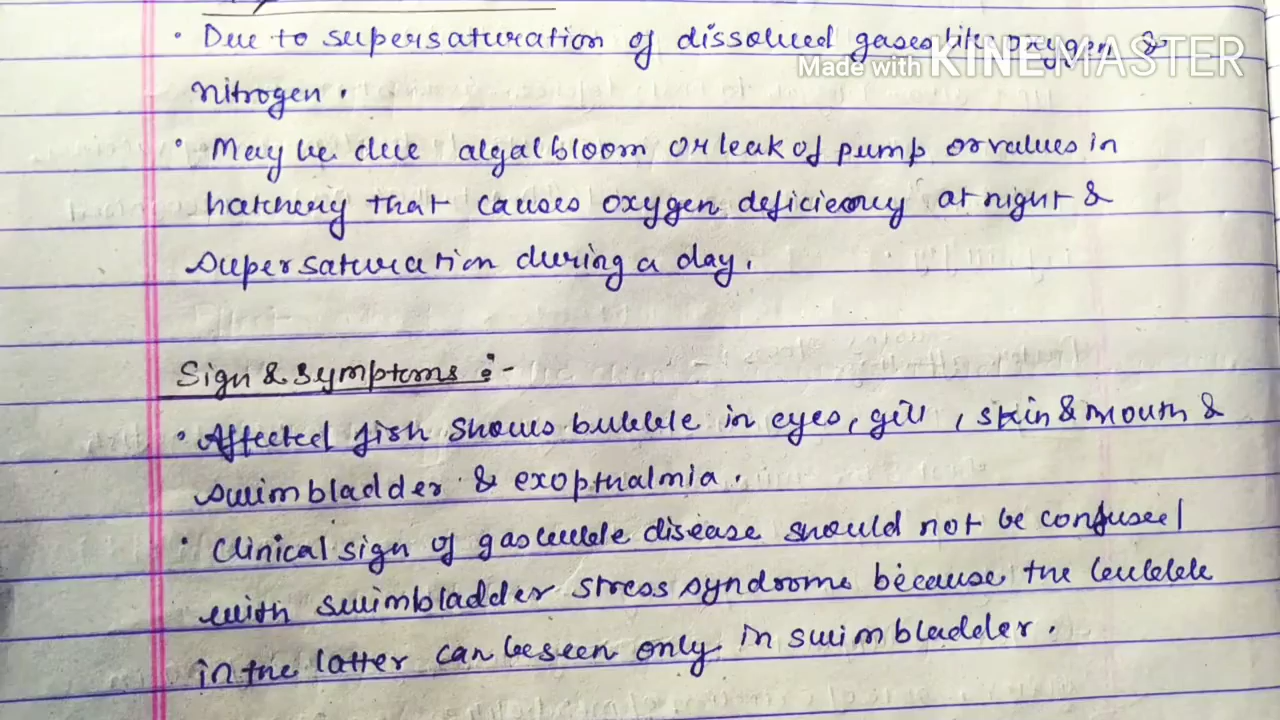 • Due to supersaturation of dissolved gases like oxygen &
Made with KINEMASTER
nitrogen.
• May be due algal bloom or leak of pump or values in
hatchery that causes oxygen deficiency at night &
supersaturation during a day.
Sign & symptoms :-
• Affected fish shows bubble in eyes, gill, skin & mouth &
swimbladder & exopthalmia.
• Clinical sign of gas bubble disease should not be confused
with swimbladder stress syndrome because the bubble
in the latter can be seen only in swimbladder.